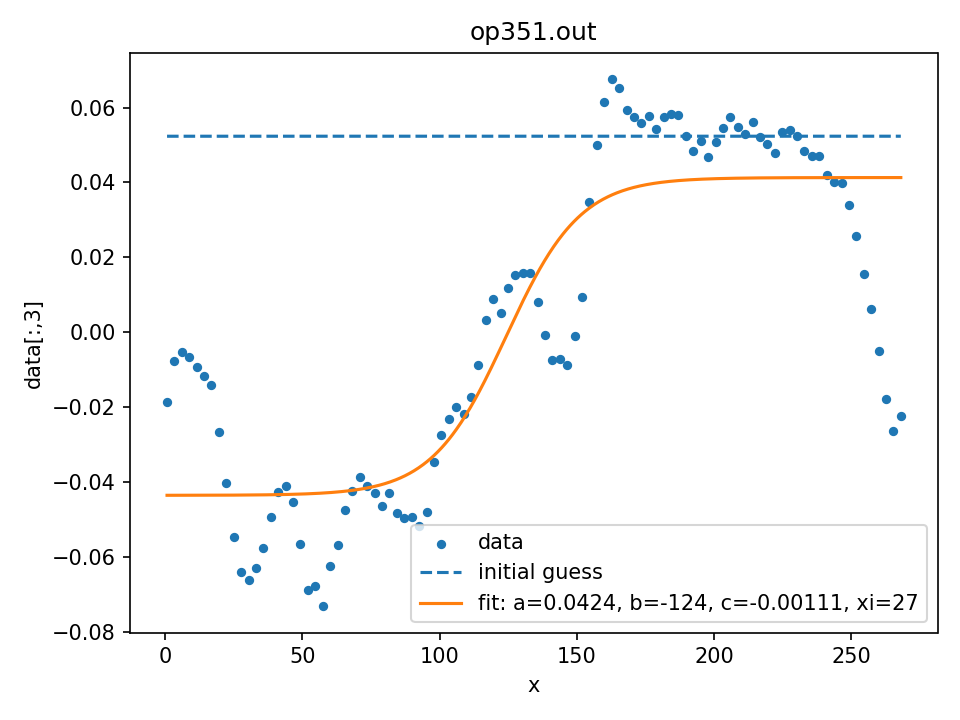 op351.out
0.06
0.04
0.02
0.00
−0.02
−0.04
−0.06
−0.08
data[:,3]
data
initial guess
fit: a=0.0424, b=-124, c=-0.00111, xi=27
0 50 100 150 200 250
x